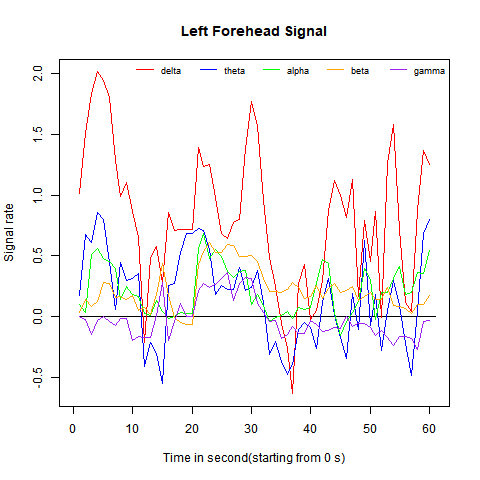 Left Forehead Signal
delta theta alpha beta gamma
Signal rate
2.0
1.5
1.0
0.5
0.0
-0.5
0 10 20 30 40 50 60
Time in second(starting from 0 s)